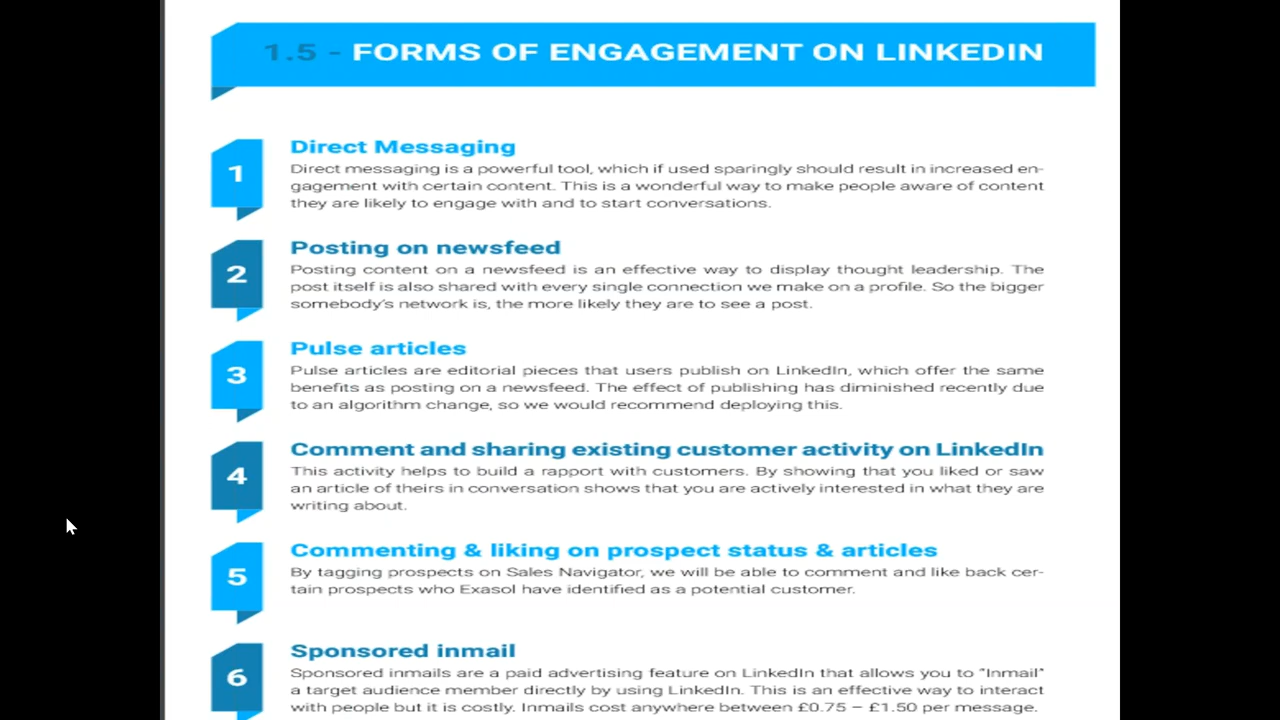 1.5 - FORMS OF ENGAGEMENT ON LINKEDIN
1
Direct Messaging
Direct messaging is a powerful tool, which if used sparingly should result in increased en-
gagement with certain content. This is a wonderful way to make people aware of content
they are likely to engage with and to start conversations.
2
Posting on newsfeed
Posting content on a newsfeed is an effective way to display thought leadership. The
post itself is also shared with every single connection we make on a profile. So the bigger
somebody's network is, the more likely they are to see a post.
3
Pulse articles
Pulse articles are editorial pieces that users publish on LinkedIn, which offer the same
benefits as posting on a newsfeed. The effect of publishing has diminished recently due
to an algorithm change, so we would recommend deploying this.
4
Comment and sharing existing customer activity on LinkedIn
This activity helps to build a rapport with customers. By showing that you liked or saw
an article of theirs in conversation shows that you are actively interested in what they are
writing about.
5
Commenting & liking on prospect status & articles
By tagging prospects on Sales Navigator, we will be able to comment and like back cer-
tain prospects who Exasol have identified as a potential customer.
6
Sponsored inmail
Sponsored inmails are a paid advertising feature on LinkedIn that allows you to "Inmail"
a target audience member directly by using LinkedIn. This is an effective way to interact
with people but it is costly. Inmails cost anywhere between £0.75 – £1.50 per message.